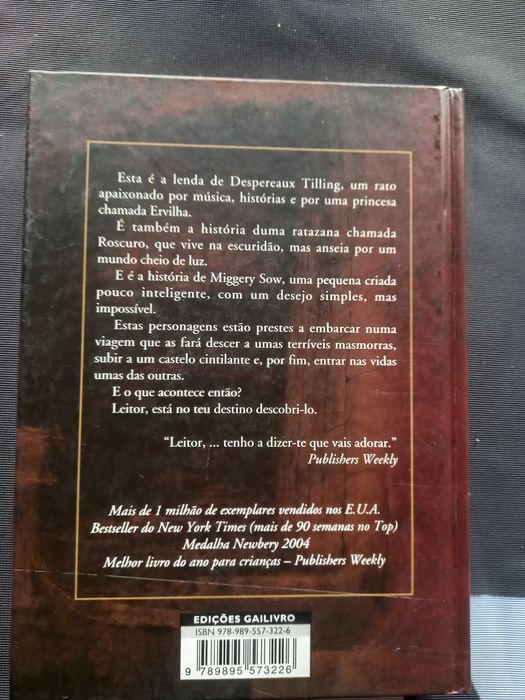 Esta é a lenda de Despereaux Tilling, um rato
apaixonado por música, histórias e por uma princesa
chamada Ervilha.
É também a história duma ratazana chamada
Roscuro, que vive na escuridão, mas anseia por um
mundo cheio de luz.
E é a história de Miggery Sow, uma pequena criada
pouco inteligente, com um desejo simples, mas
impossível.
Estas personagens estão prestes a embarcar numa
viagem que as fará descer a umas terríveis masmorras,
subir a um castelo cintilante e, por fim, entrar nas vidas
umas das outras.
E o que acontece então?
Leitor, está no teu destino descobri-lo.
“Leitor, ... tenho a dizer-te que vais adorar.”
Publishers Weekly
Mais de 1 milhão de exemplares vendidos nos E.U.A.
Bestseller do New York Times (mais de 90 semanas no Top)
Medalha Newbery 2004
Melhor livro do ano para crianças – Publishers Weekly
EDIÇÕES GAILIVRO
ISBN 978-989-557-322-6
9 789895 573226